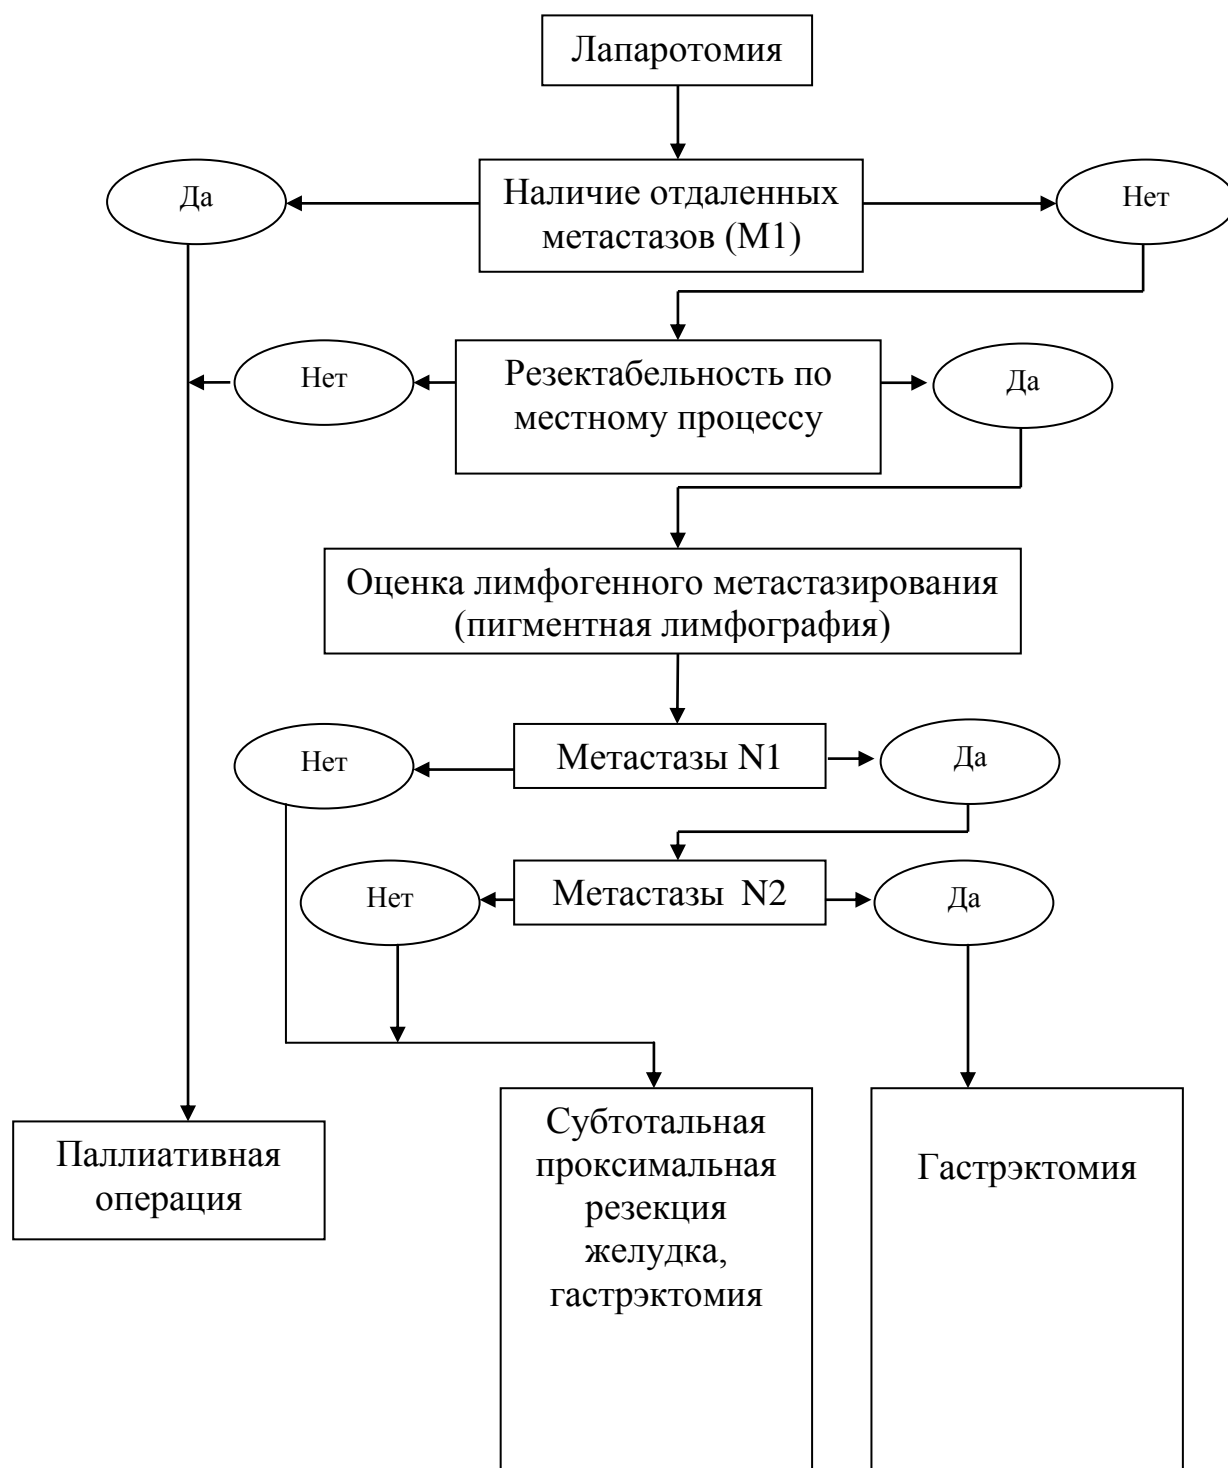 Лапаротомия
Да
Наличие отдаленных
метастазов (М1)
Нет
Нет
Резектабельность по
местному процессу
Да
Оценка лимфогенного метастазирования
(пигментная лимфография)
Нет
Метастазы N1
Да
Нет
Метастазы N2
Да
Паллиативная
операция
Субтотальная
проксимальная
резекция
желудка,
гастрэктомия
Гастрэктомия